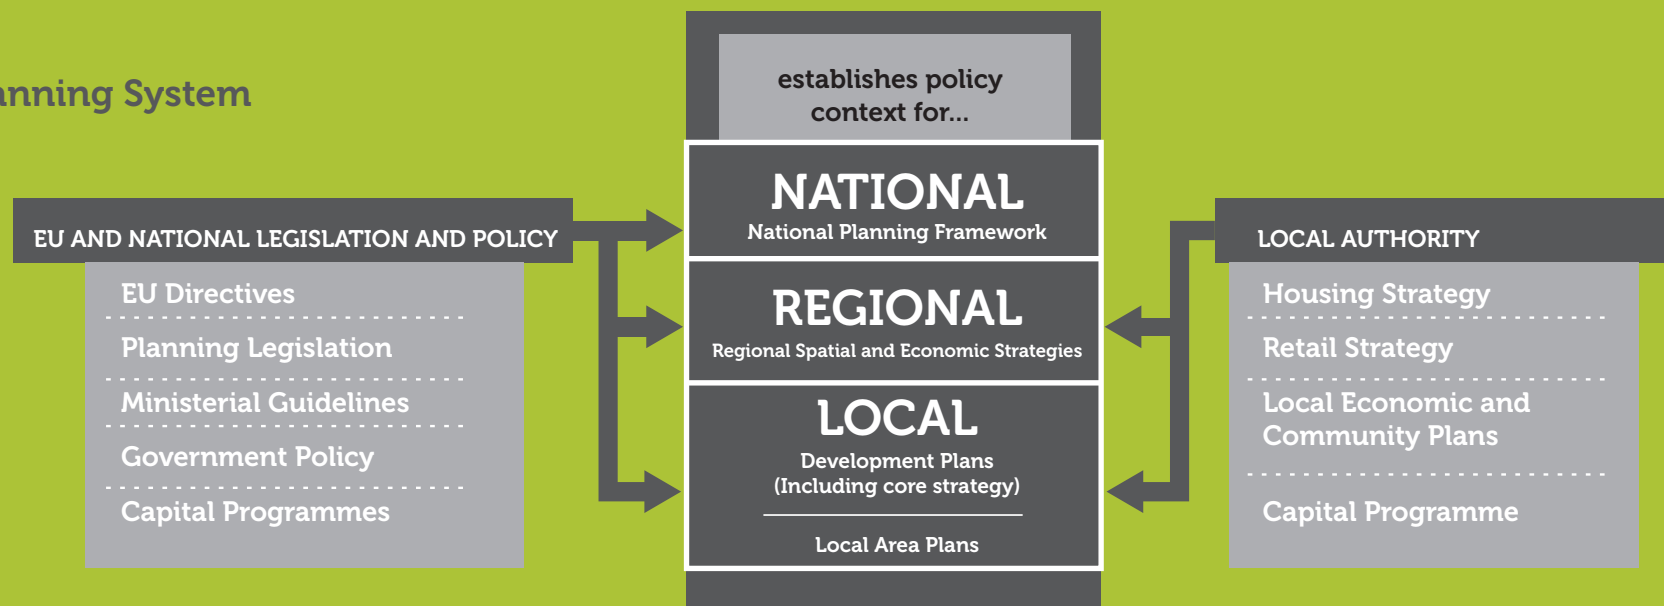 anning System
establishes policy
context for...
NATIONAL
National Planning Framework
EU AND NATIONAL LEGISLATION AND POLICY
EU Directives
Planning Legislation
Ministerial Guidelines
Government Policy
Capital Programmes
REGIONAL
Regional Spatial and Economic Strategies
LOCAL
Development Plans
(Including core strategy)
Local Area Plans
LOCAL AUTHORITY
Housing Strategy
Retail Strategy
Local Economic and
Community Plans
Capital Programme